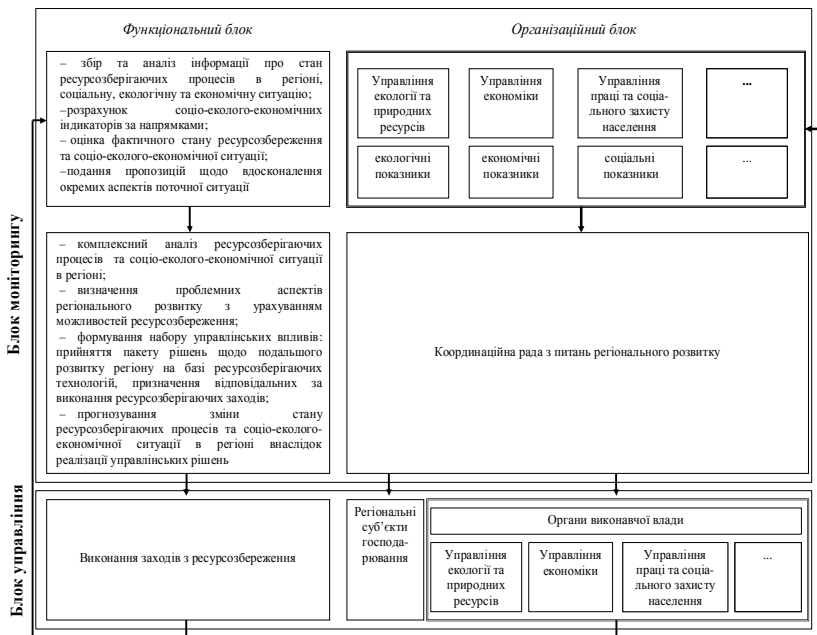 Функціональний блок
Організаційний блок
– збір та аналіз інформації про стан
ресурсозберігаючих процесів в регіоні,
соціальну, екологічну та економічну ситуацію;
–розрахунок соціо-еколого-економічних
індикаторів за напрямками;
– оцінка фактичного стану ресурсозбереження
та соціо-еколого-економічної ситуації;
–подання пропозицій щодо вдосконалення
окремих аспектів поточної ситуації
Управління
екології та
природних
ресурсів
Управління
економіки
Управління
праці та соціа-
льного захисту
населення
...
екологічні
показники
економічні
показники
соціальні
показники
...
Блок моніторингу
– комплексний аналіз ресурсозберігаючих
процесів та соціо-еколого-економічної ситуації
в регіоні;
– визначення проблемних аспектів
регіонального розвитку з урахуванням
можливостей ресурсозбереження;
– формування набору управлінських впливів:
прийняття пакету рішень щодо подальшого
розвитку регіону на базі ресурсозберігаючих
технологій, призначення відповідальних за
виконання ресурсозберігаючих заходів;
– прогнозування зміни стану
ресурсозберігаючих процесів та соціо-еколого-
економічної ситуації в регіоні внаслідок
реалізації управлінських рішень
Координаційна рада з питань регіонального розвитку
Блок управління
Виконання заходів з ресурсозбереження
Регіональні
суб’єкти
господа-
рювання
Органи виконавчої влади
Управління
екології та
природних
ресурсів
Управління
економіки
Управління
праці та соціа-
льного захисту
населення
...